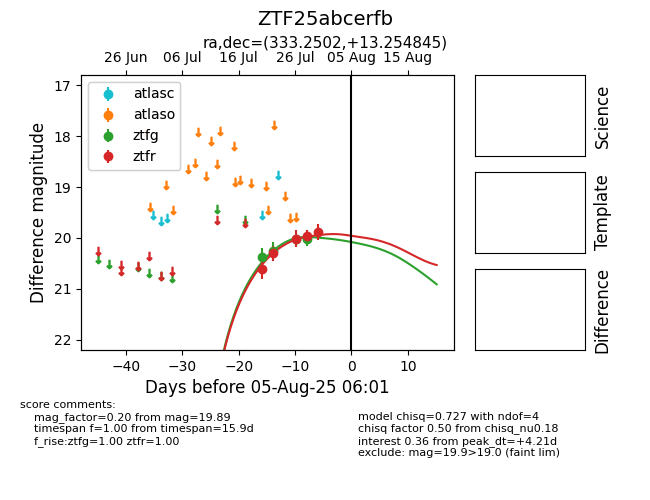 ZTF25abcerfb
ra,dec=(333.2502,+13.254845)
26 Jun 06 Jul 16 Jul 26 Jul 05 Aug 15 Aug
atlasc
atlaso
ztfg
ztfr
17
18
19
20
21
22
Difference magnitude
−40 −30 −20 −10 0 10
Days before 05-Aug-25 06:01
Science
Template
Difference
score comments:
mag_factor=0.20 from mag=19.89
timespan f=1.00 from timespan=15.9d
f_rise:ztfg=1.00 ztfr=1.00
model chisq=0.727 with ndof=4
chisq factor 0.50 from chisq_nu0.18
interest 0.36 from peak_dt=+4.21d
exclude: mag=19.9>19.0 (faint lim)